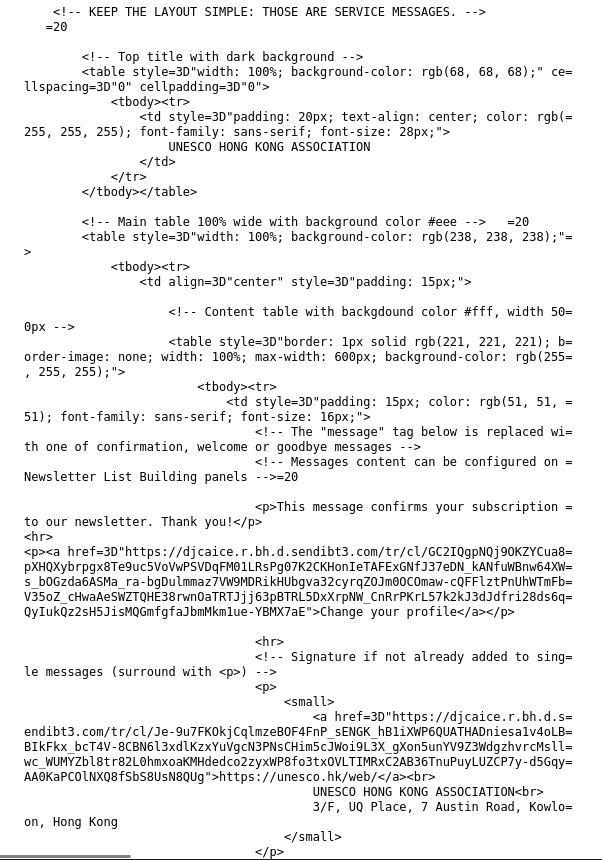 <!-- KEEP THE LAYOUT SIMPLE: THOSE ARE SERVICE MESSAGES. -->
=20
<!-- Top title with dark background -->
<table style=3D"width: 100%; background-color: rgb(68, 68, 68);" ce=
llspacing=3D"0" cellpadding=3D"0">
<tbody><tr>
<td style=3D"padding: 20px; text-align: center; color: rgb(=
255, 255, 255); font-family: sans-serif; font-size: 28px;">
UNESCO HONG KONG ASSOCIATION
</td>
</tr>
</tbody></table>
<!-- Main table 100% wide with background color #eee -->   =20
<table style=3D"width: 100%; background-color: rgb(238, 238, 238);"=
>
<tbody><tr>
<td align=3D"center" style=3D"padding: 15px;">
<!-- Content table with backgdound color #fff, width 50=
0px -->
<table style=3D"border: 1px solid rgb(221, 221, 221); b=
order-image: none; width: 100%; max-width: 600px; background-color: rgb(255=
, 255, 255);">
<tbody><tr>
<td style=3D"padding: 15px; color: rgb(51, 51, =
51); font-family: sans-serif; font-size: 16px;">
<!-- The "message" tag below is replaced wi=
th one of confirmation, welcome or goodbye messages -->
<!-- Messages content can be configured on =
Newsletter List Building panels -->=20
<p>This message confirms your subscription =
to our newsletter. Thank you!</p>
<hr>
<p><a href=3D"https://djcaice.r.bh.d.sendibt3.com/tr/cl/GC2IQgpNQj9OKZYCua8=
pXHQXybrpgx8Te9uc5VoVwPSVDqFM01LRsPg07K2CKHonIeTAFExGNfJ37eDN_kANfuWBnw64XW=
s_bOGzda6ASMa_ra-bgDulmmaz7VW9MDRikHUbgva32cyrqZOJm0OCOmaw-cQFFlztPnUhWTmFb=
V35oZ_cHwaAeSWZTQHE38rwnOaTRTJjj63pBTRL5DxXrpNW_CnRrPKrL57k2kJ3dJdfri28ds6q=
QyIukQz2sH5JisMQGmfgfaJbmMkm1ue-YBMX7aE">Change your profile</a></p>
<hr>
<!-- Signature if not already added to sing=
le messages (surround with <p>) -->
<p>
<small>
<a href=3D"https://djcaice.r.bh.d.s=
endibt3.com/tr/cl/Je-9u7FKOkjCqlmzeBOF4FnP_sENGK_hB1iXWP6QUATHADniesa1v4oLB=
BIkFkx_bcT4V-8CBN6l3xdlKzxYuVgcN3PNsCHim5cJWoi9L3X_gXon5unYV9Z3WdgzhvrcMsll=
wc_WUMYZbl8tr82L0hmxoaKMHdedco2zyxWP8fo3txOVLTIMRxC2AB36TnuPuyLUZCP7y-d5Gqy=
AA0KaPCOlNXQ8fSbS8UsN8QUg">https://unesco.hk/web/</a><br>
UNESCO HONG KONG ASSOCIATION<br>
3/F, UQ Place, 7 Austin Road, Kowlo=
on, Hong Kong
</small>
</p>